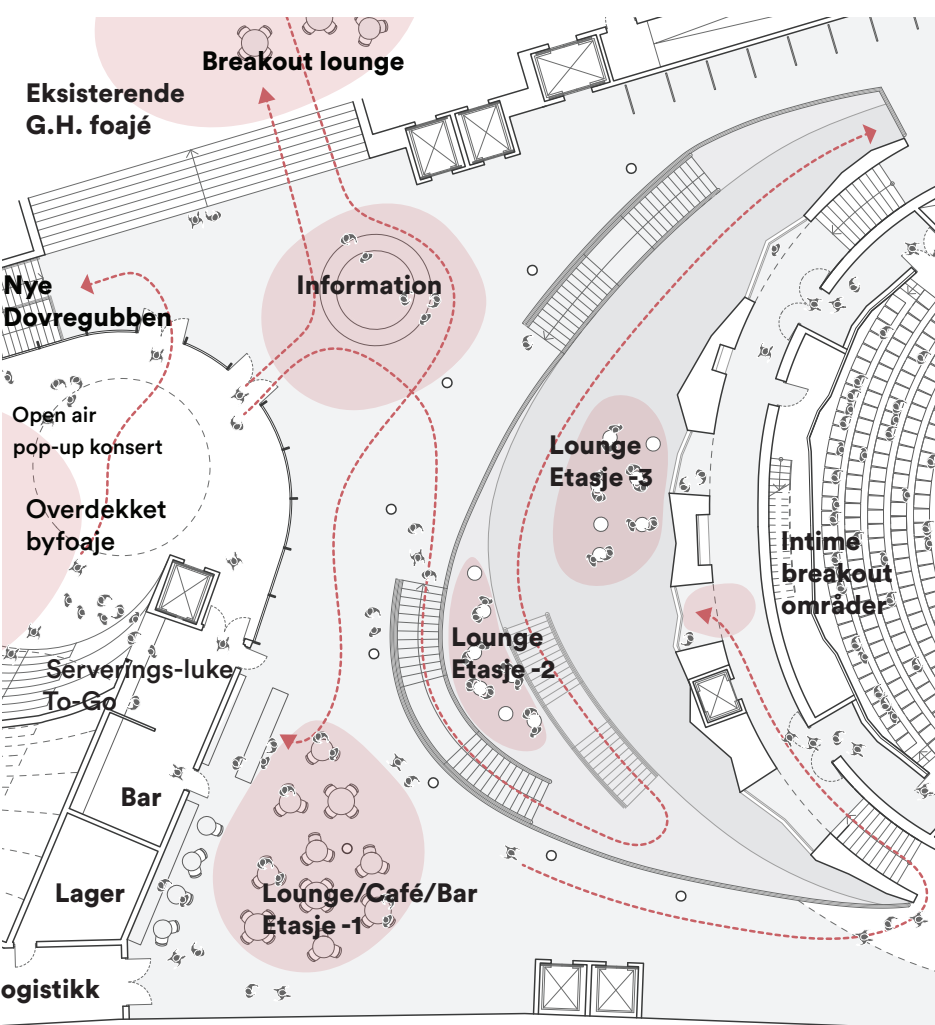 Breakout lounge
Eksisterende
G.H. foajé
Information
Nye
Dovregubben
Open air
pop-up konsert
Overdekket
byfoaje
Lounge
Etasje -3
Intime
breakout
områder
Lounge
Etasje -2
Serverings-luke
To-Go
Bar
Lager
Lounge/Café/Bar
Etasje -1
ogistikk